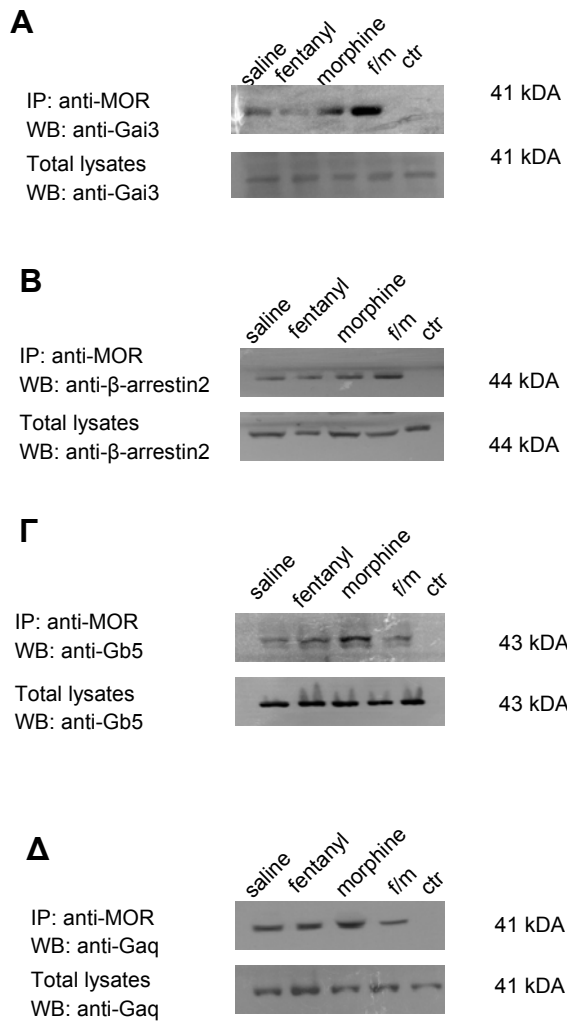 A
saline fentanyl morphine f/m ctr
IP: anti-MOR
WB: anti-Gai3
41 kDA
Total lysates
WB: anti-Gai3
41 kDA
B
saline fentanyl morphine f/m ctr
IP: anti-MOR
WB: anti-β-arrestin2
44 kDA
Total lysates
WB: anti-β-arrestin2
44 kDA
Γ
saline fentanyl morphine f/m ctr
IP: anti-MOR
WB: anti-Gb5
43 kDA
Total lysates
WB: anti-Gb5
43 kDA
Δ
saline fentanyl morphine f/m ctr
IP: anti-MOR
WB: anti-Gaq
41 kDA
Total lysates
WB: anti-Gaq
41 kDA